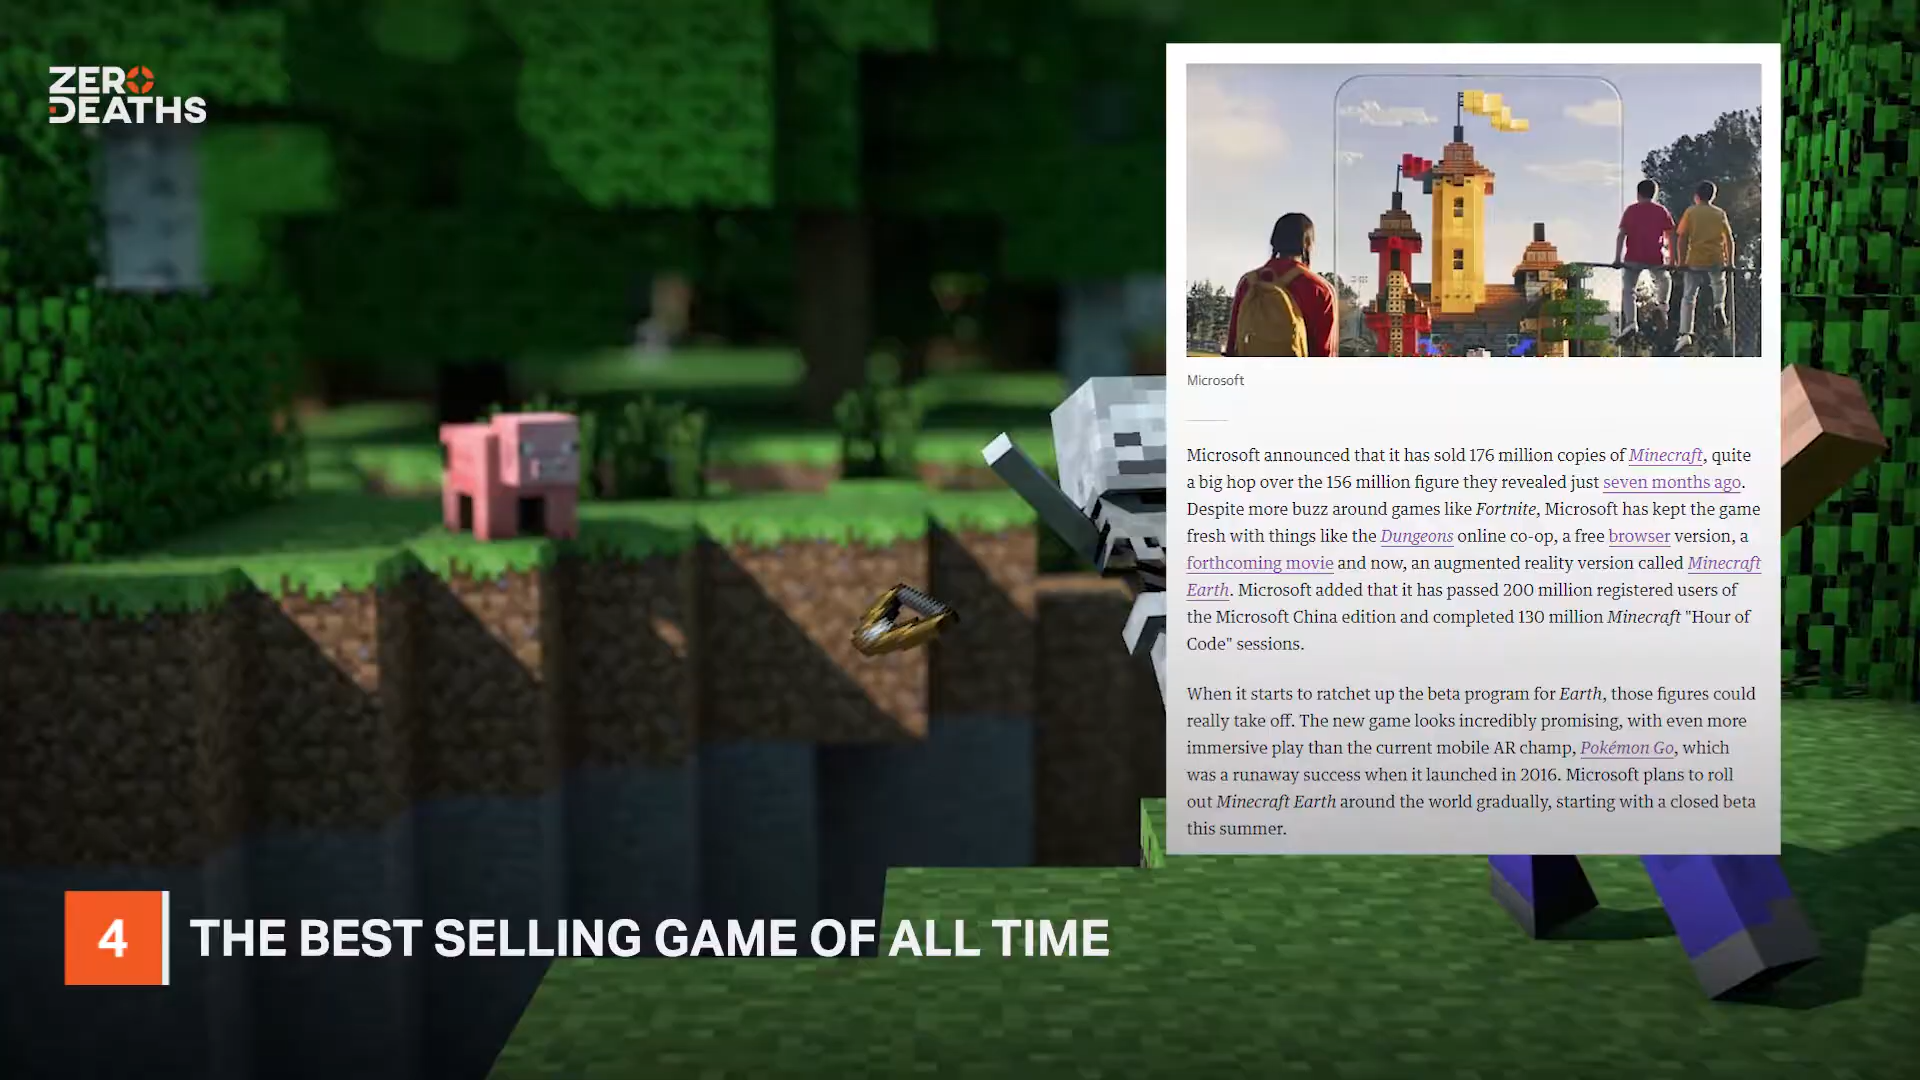 ZERO
DEATHS
Microsoft
Microsoft announced that it has sold 176 million copies of Minecraft, quite
a big hop over the 156 million figure they revealed just seven months ago.
Despite more buzz around games like Fortnite, Microsoft has kept the game
fresh with things like the Dungeons online co-op, a free browser version, a
forthcoming movie and now, an augmented reality version called Minecraft
Earth. Microsoft added that it has passed 200 million registered users of
the Microsoft China edition and completed 130 million Minecraft "Hour of
Code" sessions.
When it starts to ratchet up the beta program for Earth, those figures could
really take off. The new game looks incredibly promising, with even more
immersive play than the current mobile AR champ, Pokémon Go, which
was a runaway success when it launched in 2016. Microsoft plans to roll
out Minecraft Earth around the world gradually, starting with a closed beta
this summer.
4 THE BEST SELLING GAME OF ALL TIME